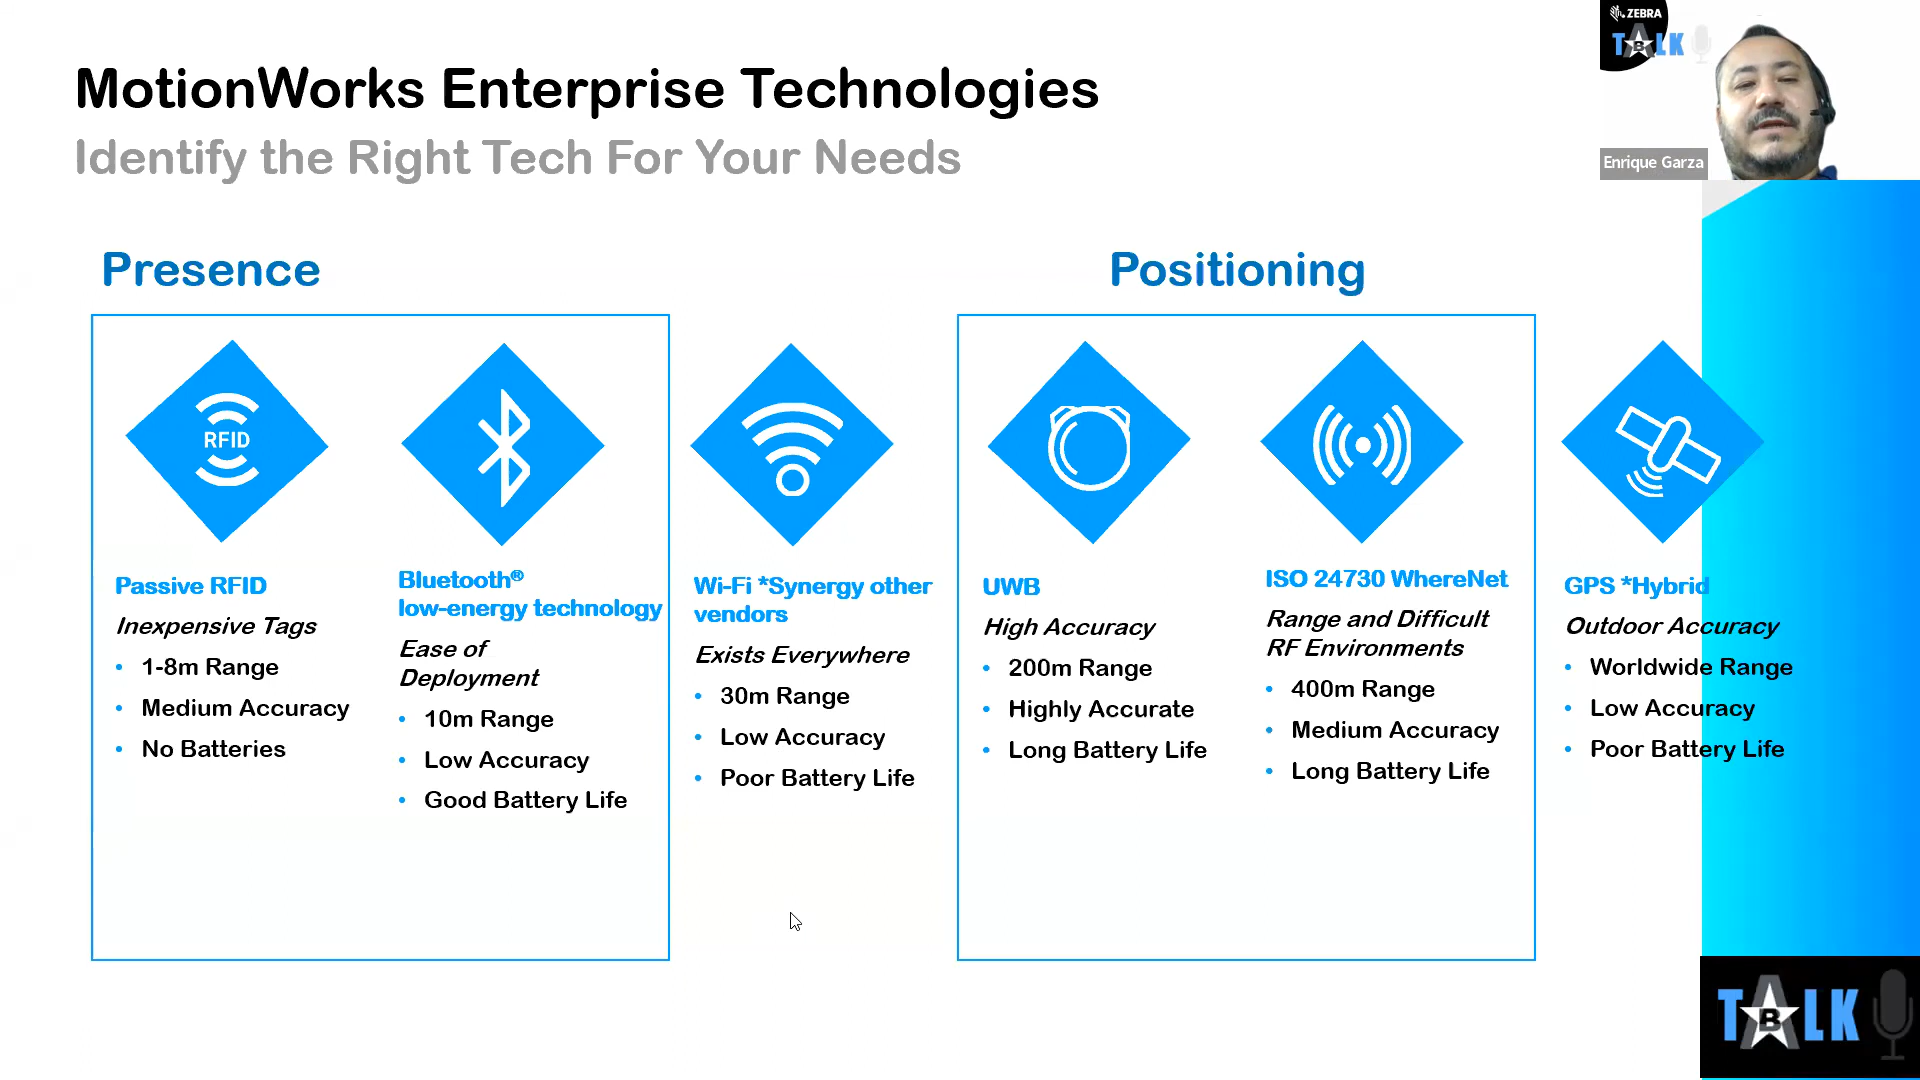 MotionWorks Enterprise Technologies
Identify the Right Tech For Your Needs
ZEBRA
TABLK
Enrique Garza
Presence
Positioning
RFID
Passive RFID
Inexpensive Tags
• 1-8m Range
• Medium Accuracy
• No Batteries
Bluetooth®
low-energy technology
Ease of
Deployment
• 10m Range
• Low Accuracy
• Good Battery Life
Wi-Fi *Synergy other
vendors
Exists Everywhere
• 30m Range
• Low Accuracy
• Poor Battery Life
UWB
High Accuracy
• 200m Range
• Highly Accurate
• Long Battery Life
ISO 24730 WhereNet
Range and Difficult
RF Environments
• 400m Range
• Medium Accuracy
• Long Battery Life
GPS *Hybrid
Outdoor Accuracy
• Worldwide Range
• Low Accuracy
• Poor Battery Life
TABLK